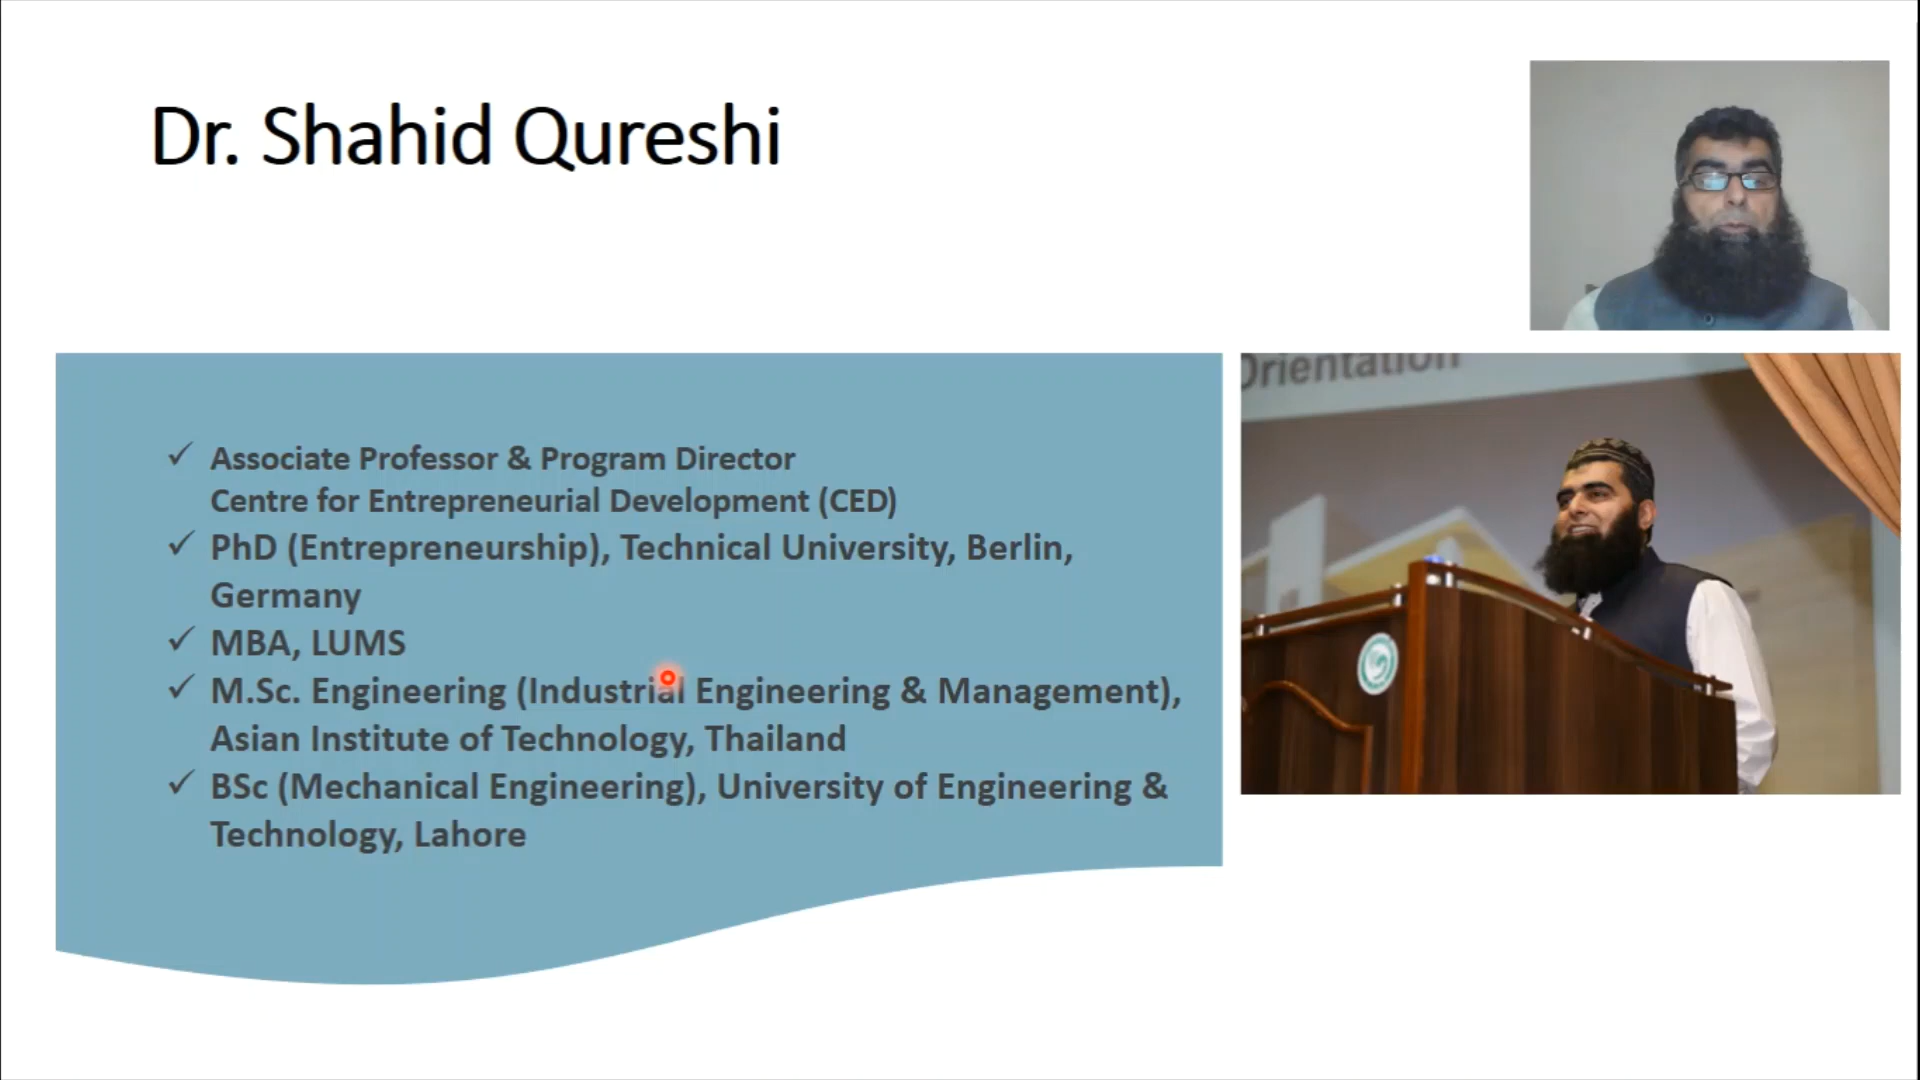 Dr. Shahid Qureshi
✓ Associate Professor & Program Director
Centre for Entrepreneurial Development (CED)
✓ PhD (Entrepreneurship), Technical University, Berlin,
Germany
✓ MBA, LUMS
✓ M.Sc. Engineering (Industrial Engineering & Management),
Asian Institute of Technology, Thailand
✓ BSc (Mechanical Engineering), University of Engineering &
Technology, Lahore
Orientation